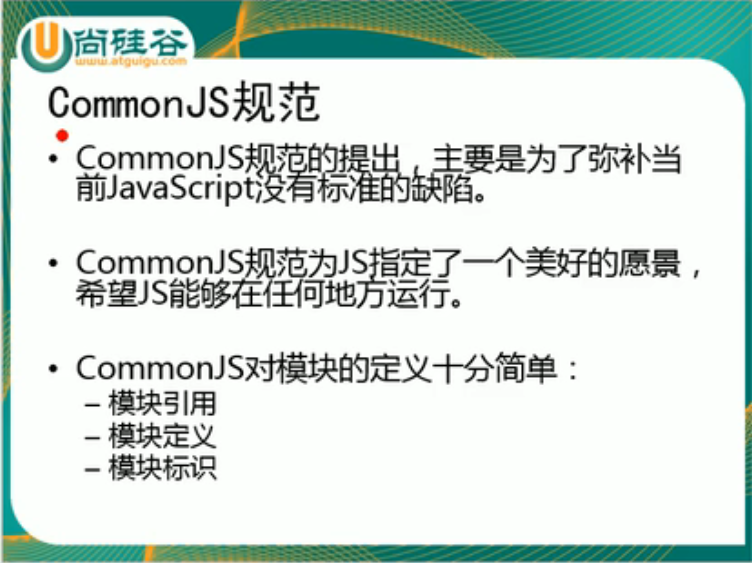 尚硅谷
www.atguigu.com
CommonJS规范
• CommonJS规范的提出，主要是为了弥补当
前JavaScript没有标准的缺陷。
• CommonJS规范为JS指定了一个美好的愿景，
希望JS能够在任何地方运行。
• CommonJS对模块的定义十分简单：
– 模块引用
– 模块定义
– 模块标识